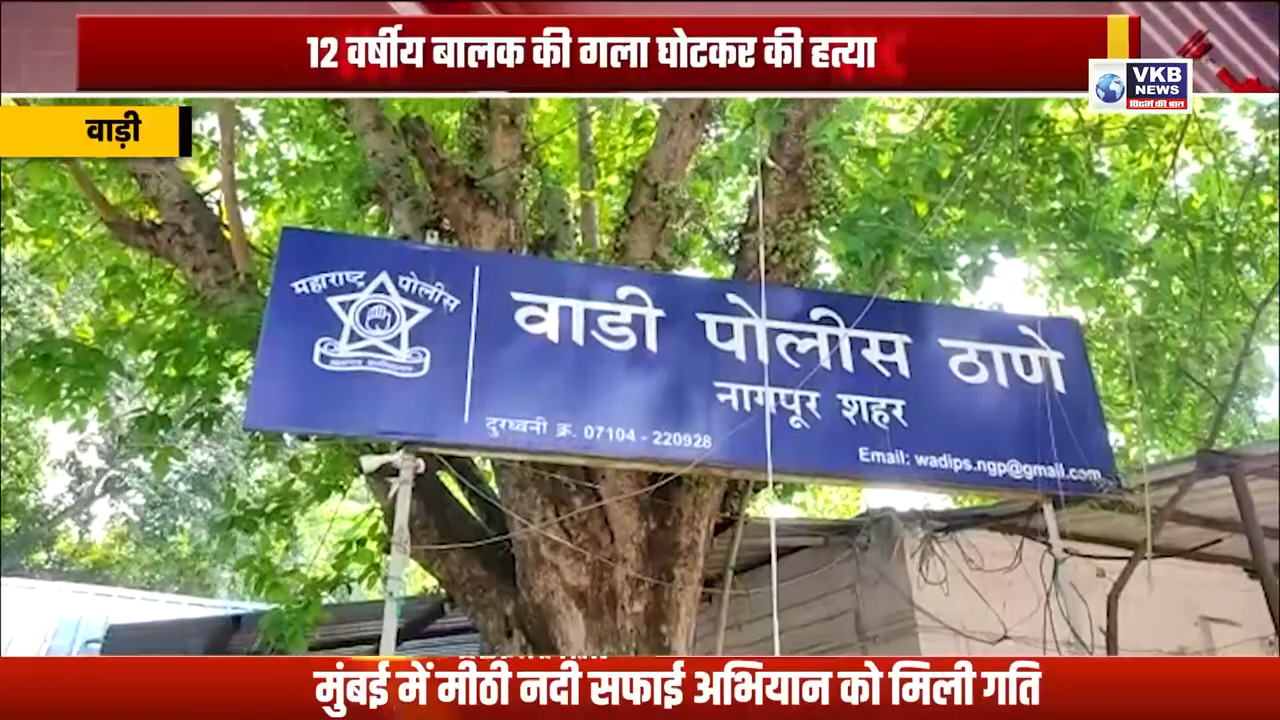 12 वर्षीय बालक की गला घोटकर की हत्या
VKB
NEWS
विदर्भ की बात
वाड़ी
महाराष्ट्र पोलीस
वाडी पोलीस ठाणे
नागपूर शहर
दुरध्वनी क्र. 07104 - 220928
Email: wadips.ngp@gmail.com
मुंबई में मीठी नदी सफाई अभियान को मिली गति